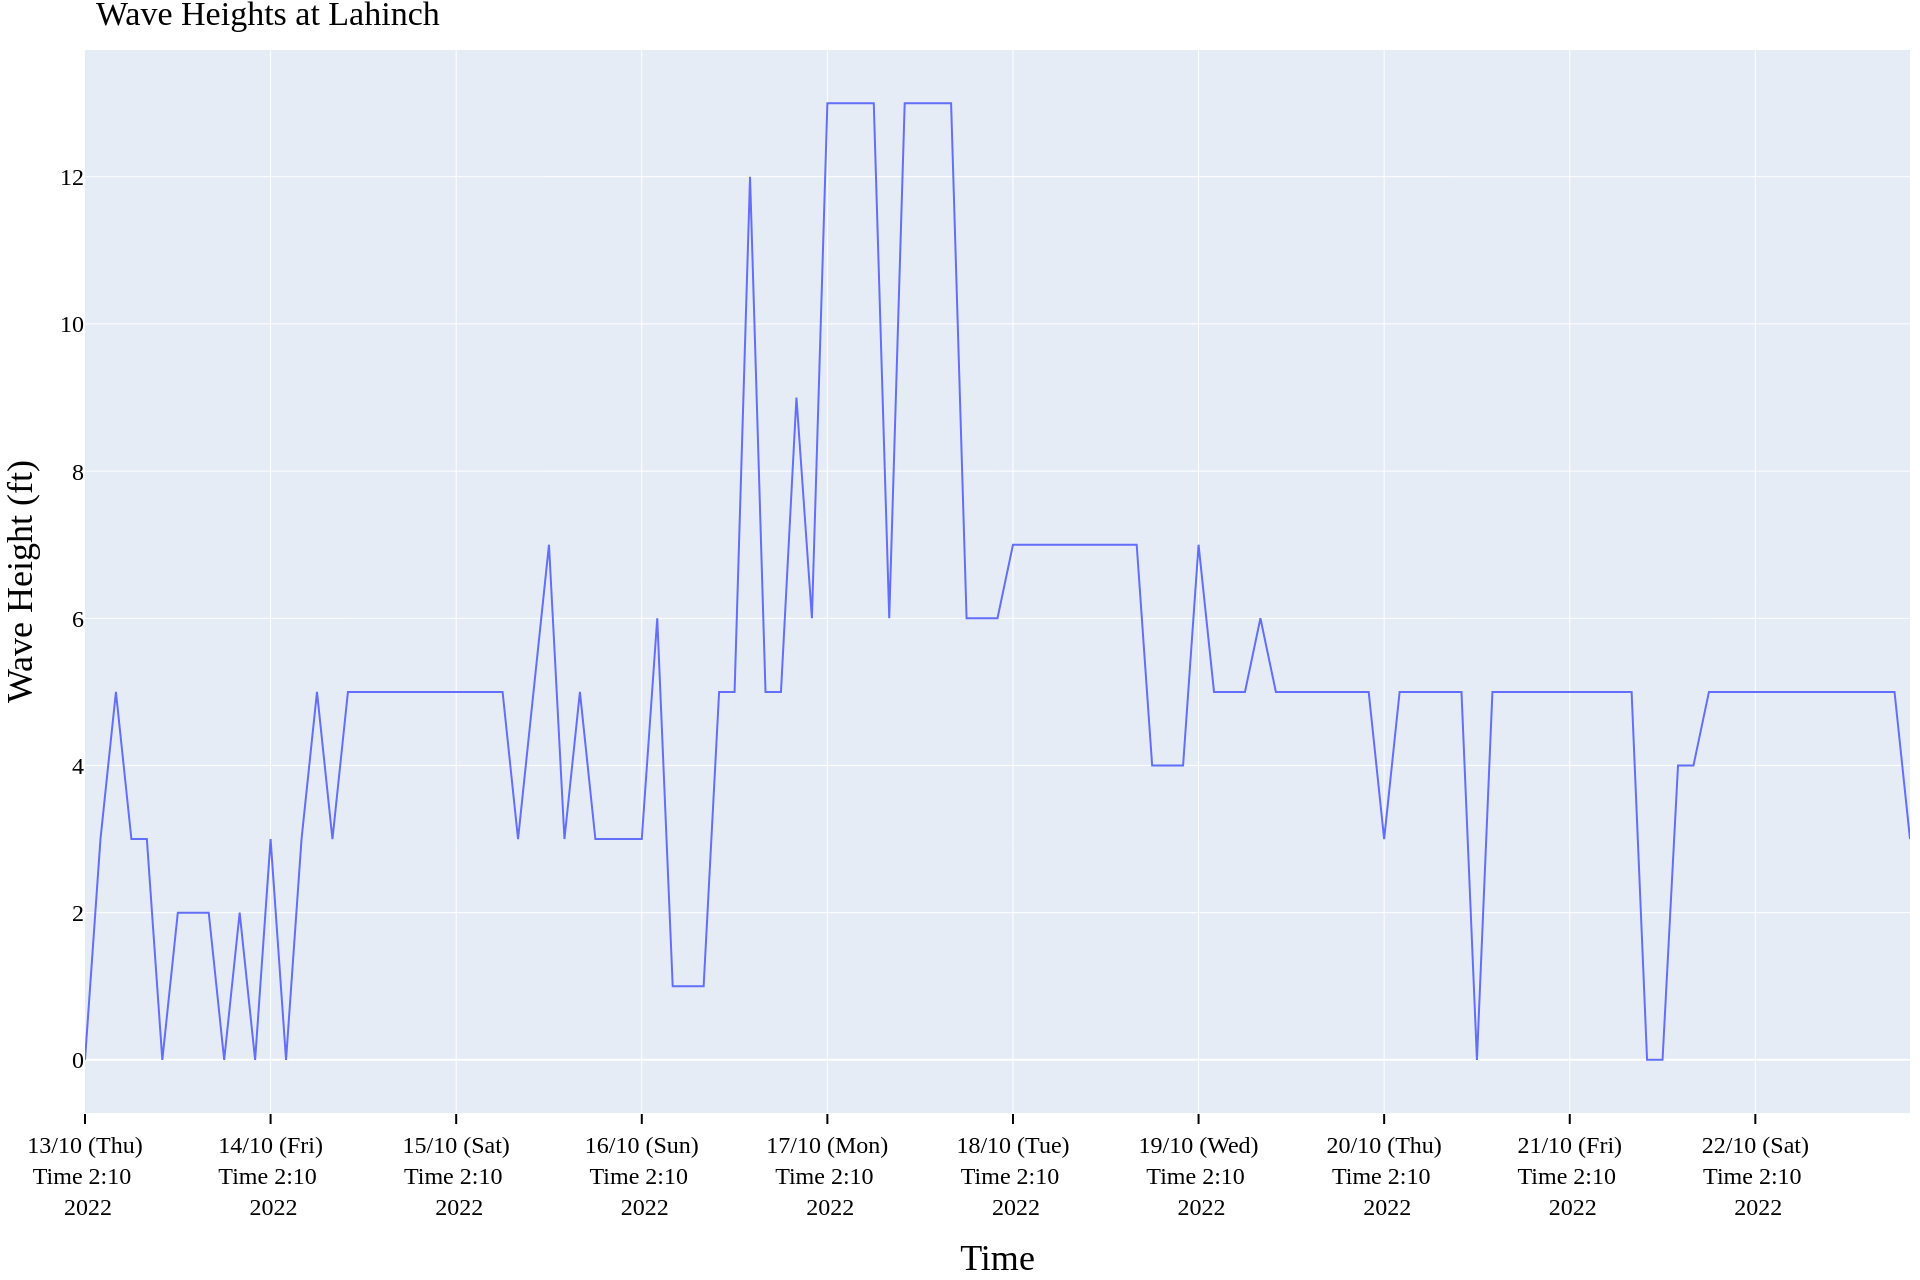 Wave Heights at Lahinch
Wave Height (ft)
12
10
8
6
4
2
0
13/10 (Thu)
Time 2:10
2022
14/10 (Fri)
Time 2:10
2022
15/10 (Sat)
Time 2:10
2022
16/10 (Sun)
Time 2:10
2022
17/10 (Mon)
Time 2:10
2022
18/10 (Tue)
Time 2:10
2022
19/10 (Wed)
Time 2:10
2022
20/10 (Thu)
Time 2:10
2022
21/10 (Fri)
Time 2:10
2022
22/10 (Sat)
Time 2:10
2022
Time